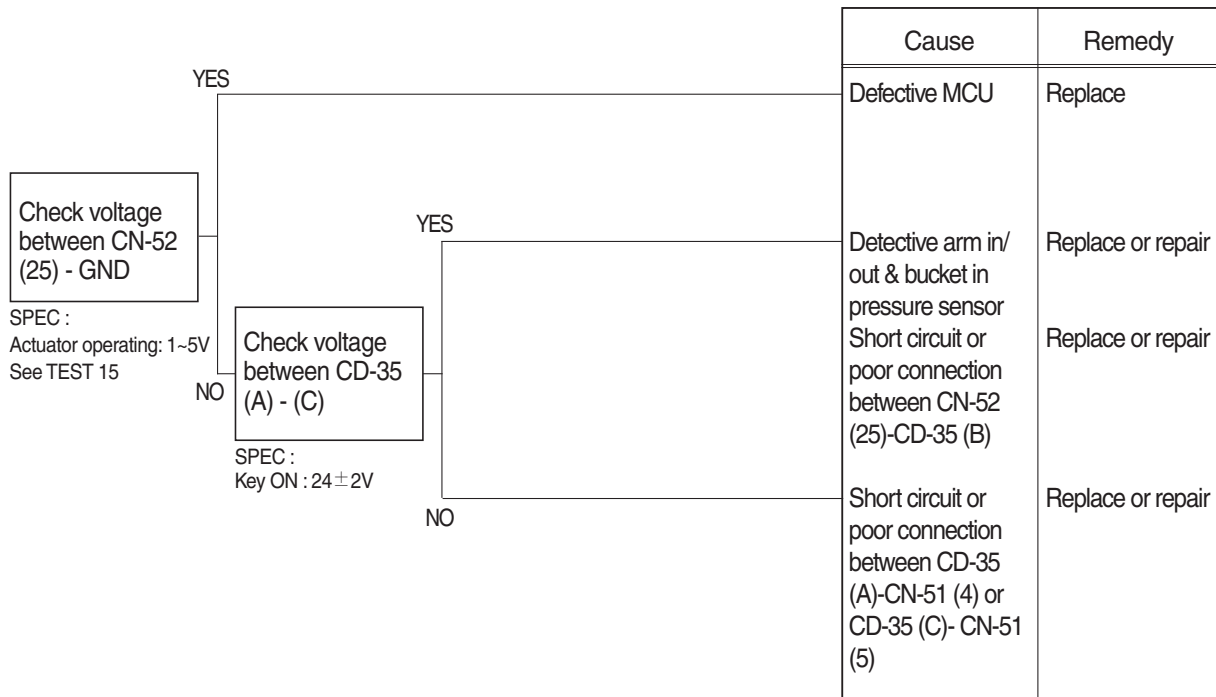 Cause Remedy
YES
Defective MCU Replace
Check voltage
between CN-52
(25) - GND
SPEC :
Actuator operating: 1~5V
See TEST 15
NO
YES
Check voltage
between CD-35
(A) - (C)
SPEC :
Key ON : 24±2V
NO
Detective arm in/ Replace or repair
out & bucket in
pressure sensor
Short circuit or Replace or repair
poor connection
between CN-52
(25)-CD-35 (B)
Short circuit or Replace or repair
poor connection
between CD-35
(A)-CN-51 (4) or
CD-35 (C)- CN-51
(5)